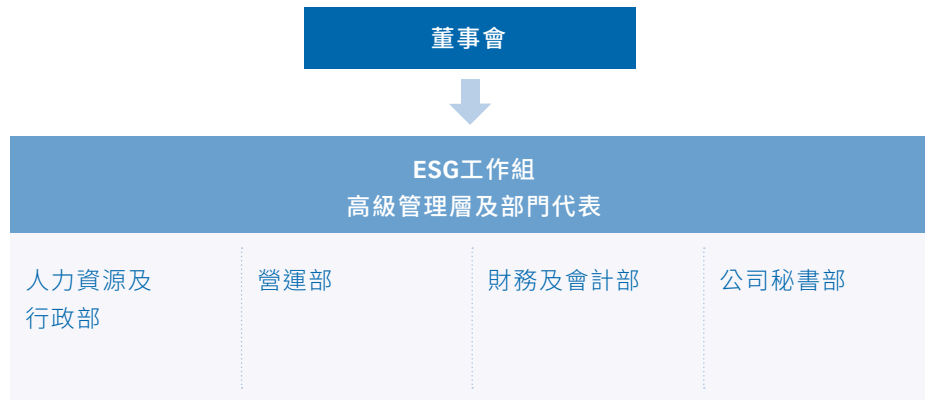 董事會
ESG工作組
高級管理層及部門代表
人力資源及
行政部
營運部
財務及會計部
公司秘書部